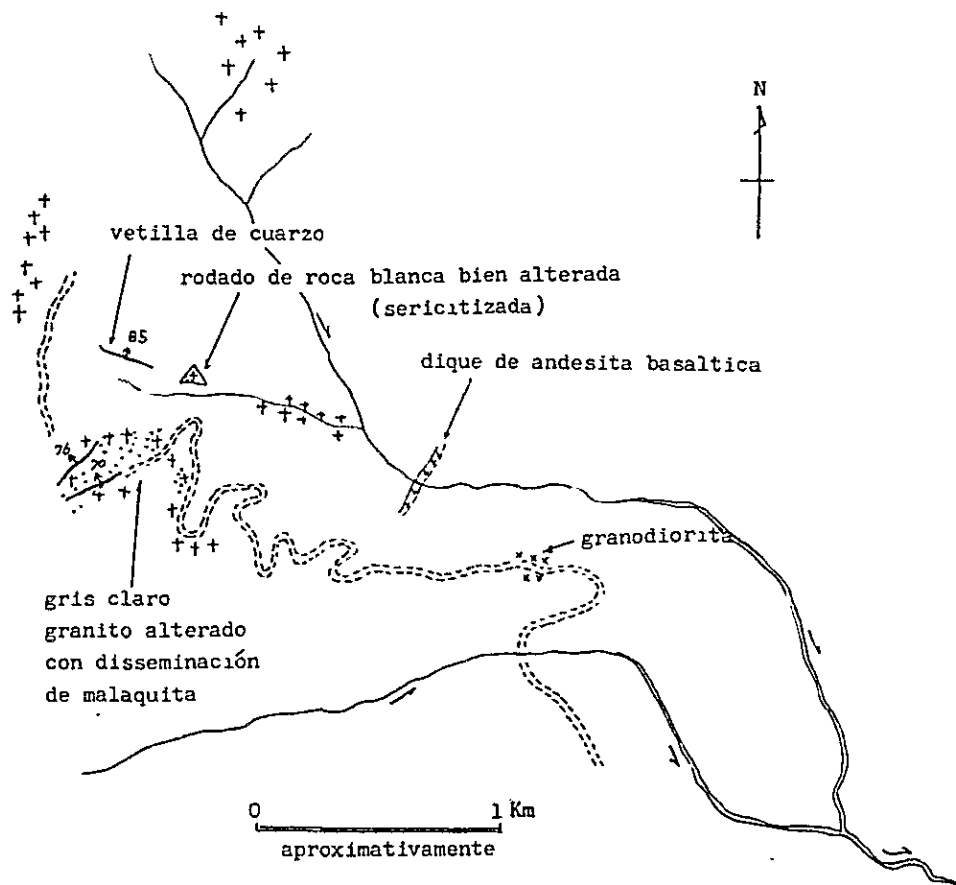 N
vetilla de cuarzo
rodado de roca blanca bien alterada
(sericitizada)
85
dique de andesita basaltica
76
70
granodiorita
gris claro
granito alterado
con disseminación
de malaquita
0 1 Km
aproximativamente